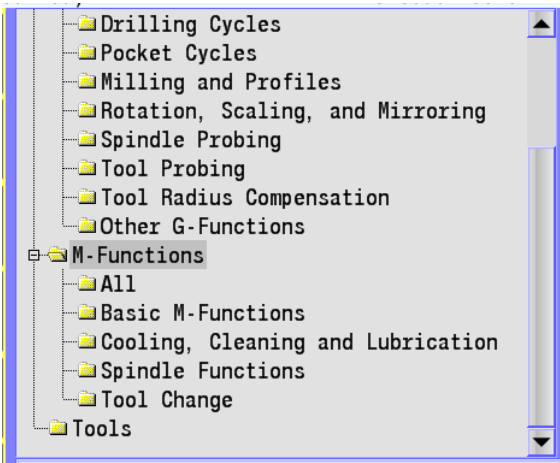 Drilling Cycles
Pocket Cycles
Milling and Profiles
Rotation, Scaling, and Mirroring
Spindle Probing
Tool Probing
Tool Radius Compensation
Other G-Functions
M-Functions
All
Basic M-Functions
Cooling, Cleaning and Lubrication
Spindle Functions
Tool Change
Tools